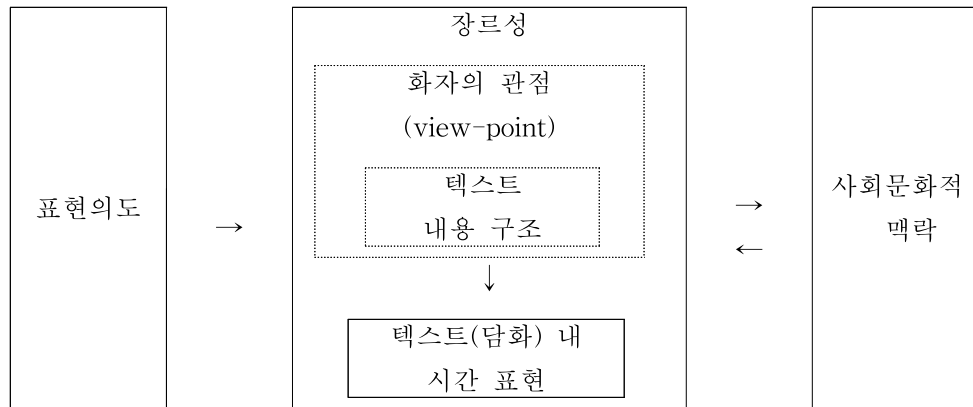 표현의도
→
장르성
화자의 관점
(view-point)
텍스트
내용 구조
↓
텍스트(담화) 내
시간 표현
→
←
사회문화적
맥락